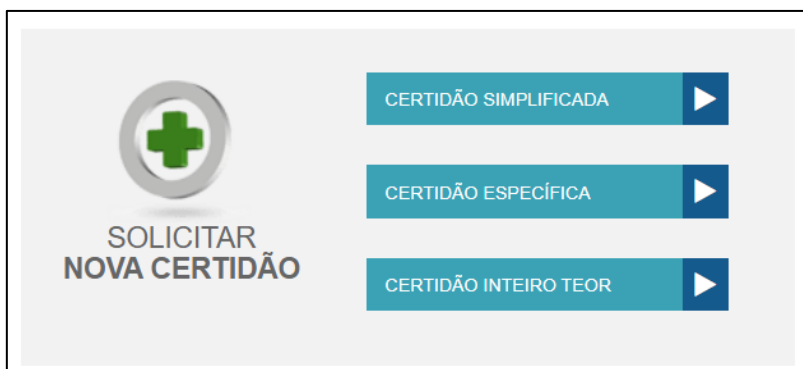 SOLICITAR
NOVA CERTIDÃO
CERTIDÃO SIMPLIFICADA
CERTIDÃO ESPECÍFICA
CERTIDÃO INTEIRO TEOR